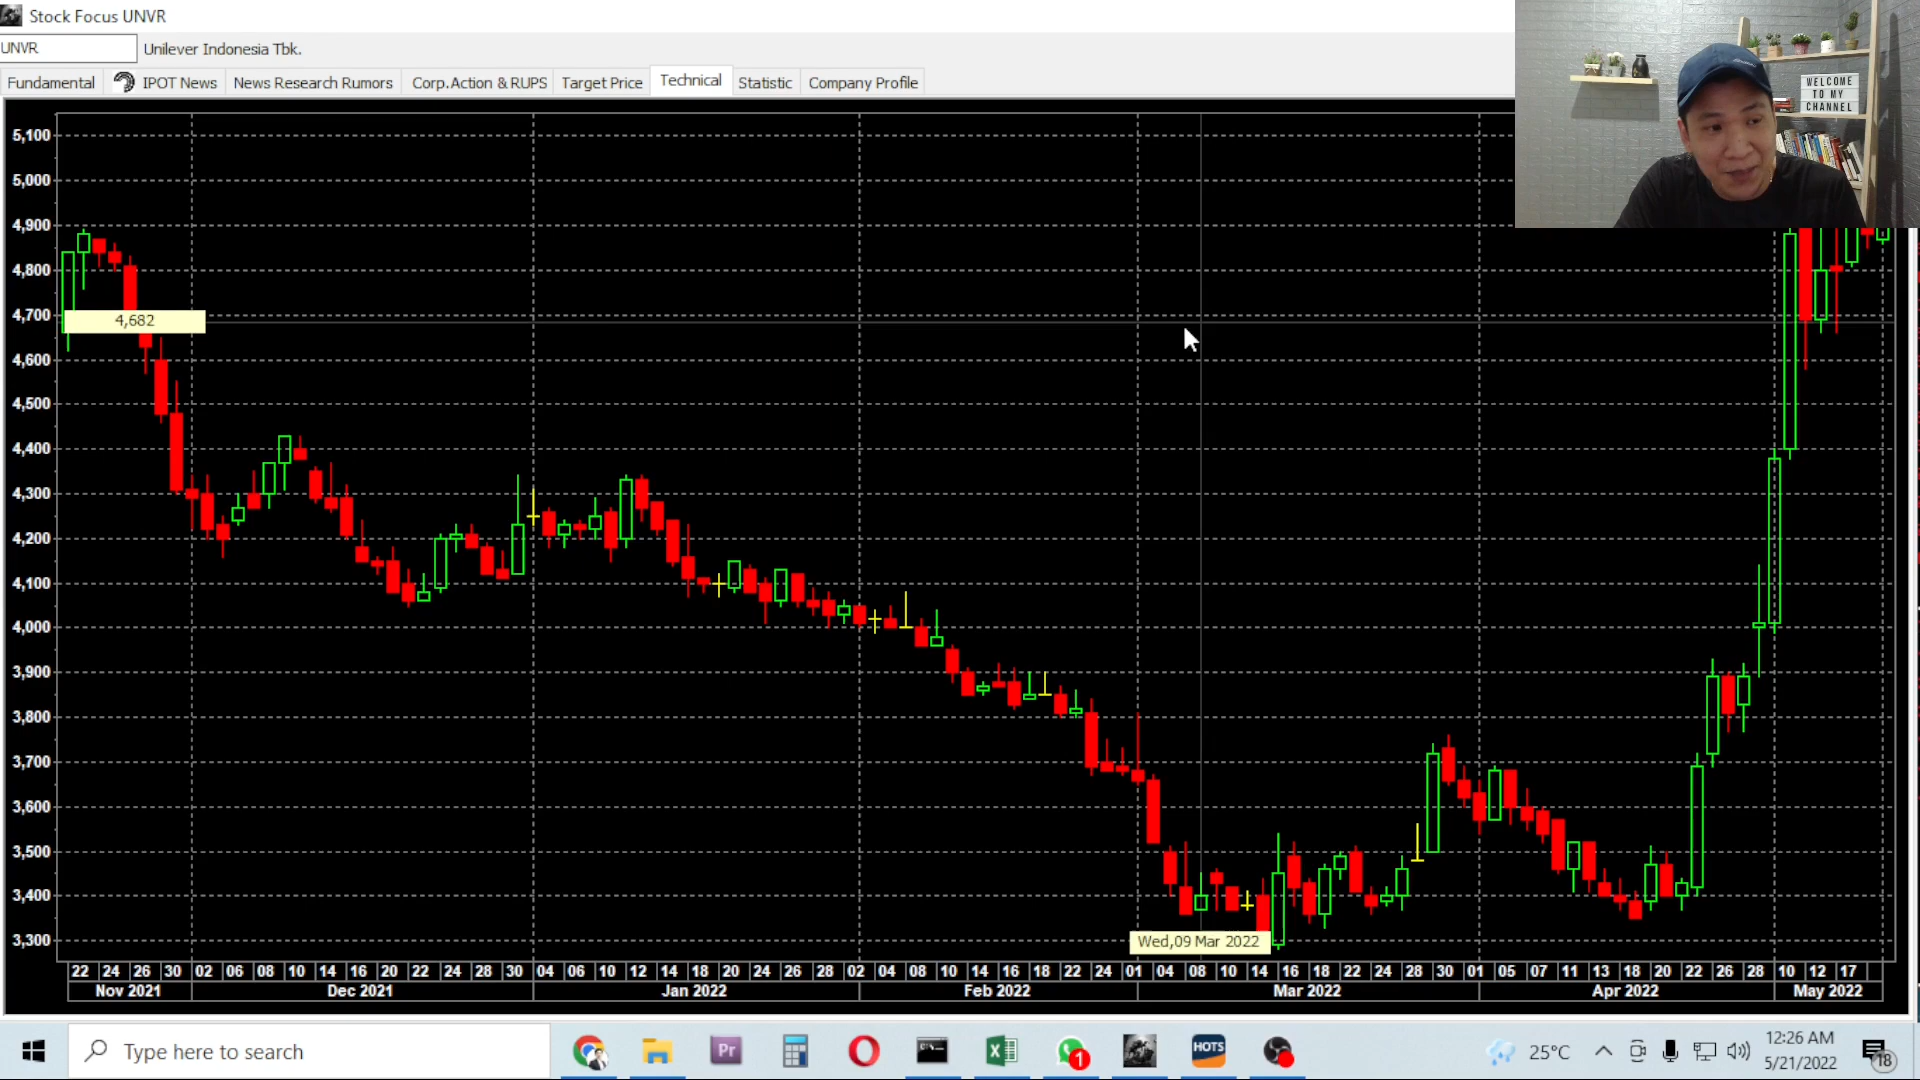 Stock Focus UNVR
UNVR
Unilever Indonesia Tbk.
Fundamental IPOT News News Research Rumors Corp.Action & RUPS Target Price Technical Statistic Company Profile
WELCOME
TO MY
CHANNEL
5,100
5,000
4,900
4,800
4,700
4,682
4,600
4,500
4,400
4,300
4,200
4,100
4,000
3,900
3,800
3,700
3,600
3,500
3,400
3,300
Wed,09 Mar 2022
22 24 26 30 02 06 08 10 14 16 20 22 24 28 30 04 06 10 12 14 18 20 24 26 28 02 04 08 10 14 16 18 22 24 01 04 08 10 14 16 18 22 24 28 30 01 05 07 11 13 18 20 22 26 28 10 12 17
Nov 2021 Dec 2021 Jan 2022 Feb 2022 Mar 2022 Apr 2022 May 2022
Type here to search
Pr
HOTS
1
25°C
12:26 AM
5/21/2022
18